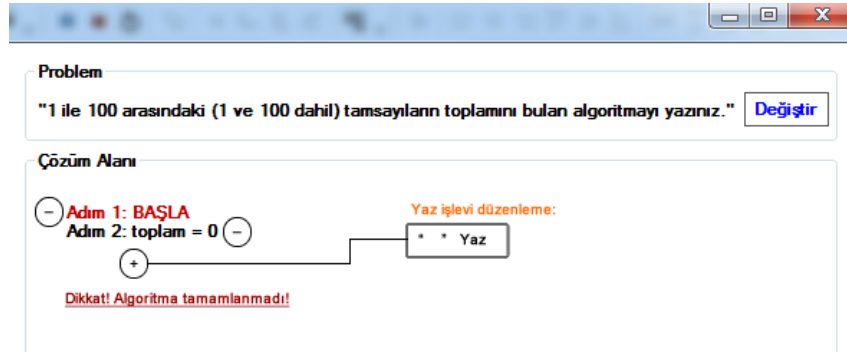 Problem
"1 ile 100 arasındaki (1 ve 100 dahil) tamsayıların toplamını bulan algoritmayı yazınız."
Değiştir
Çözüm Alanı
Adım 1: BAŞLA
Adım 2: toplam = 0
Yaz işlevi düzenleme:
" " Yaz
Dikkat! Algoritma tamamlanmadı!